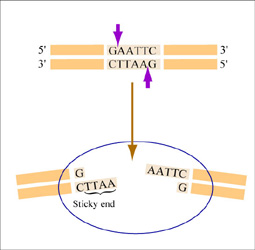 5' GAATTC 3'
3' CTTAAG 5'
G AATTC
CTTAA G
Sticky end